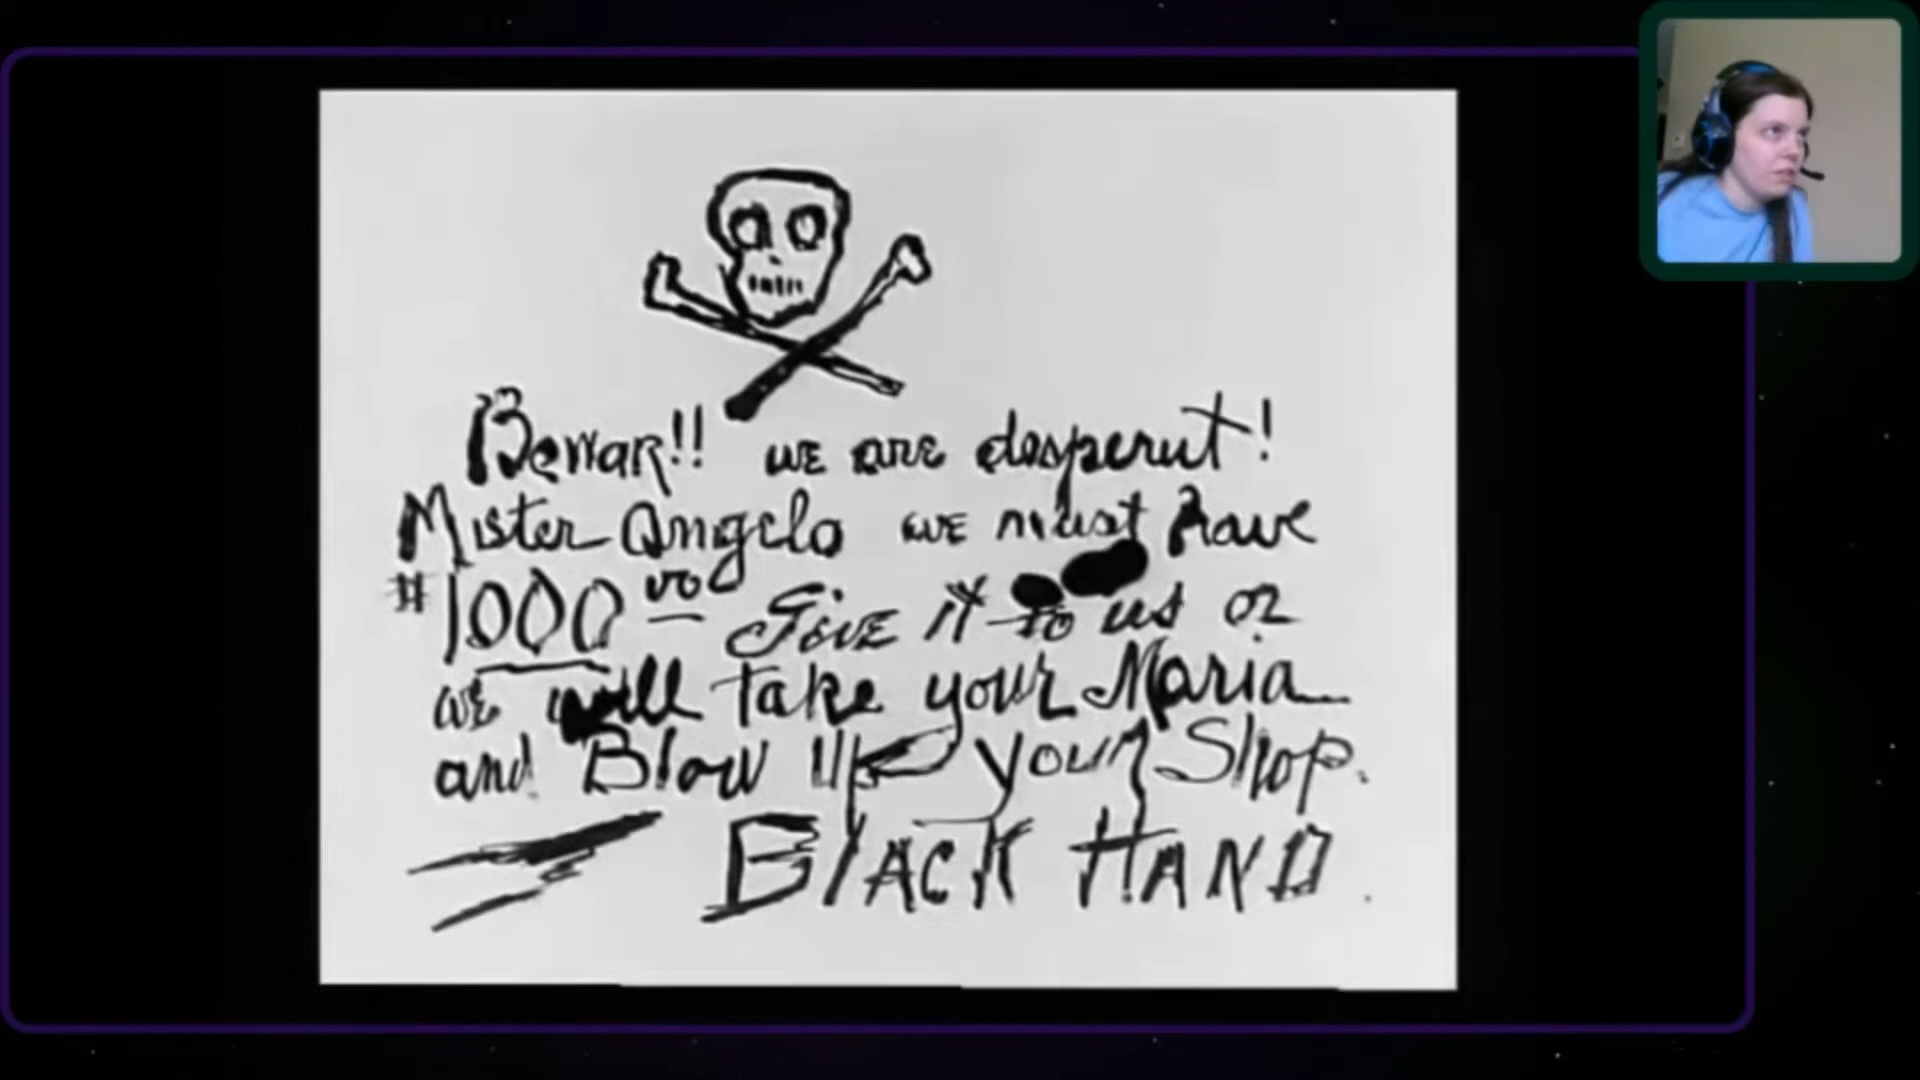 Bewar!! we are desperut!
Mister Angelo we must have
$1000 00 Give it to us or
we will take your Maria
and Blow up your Shop.
BLACK HAND.